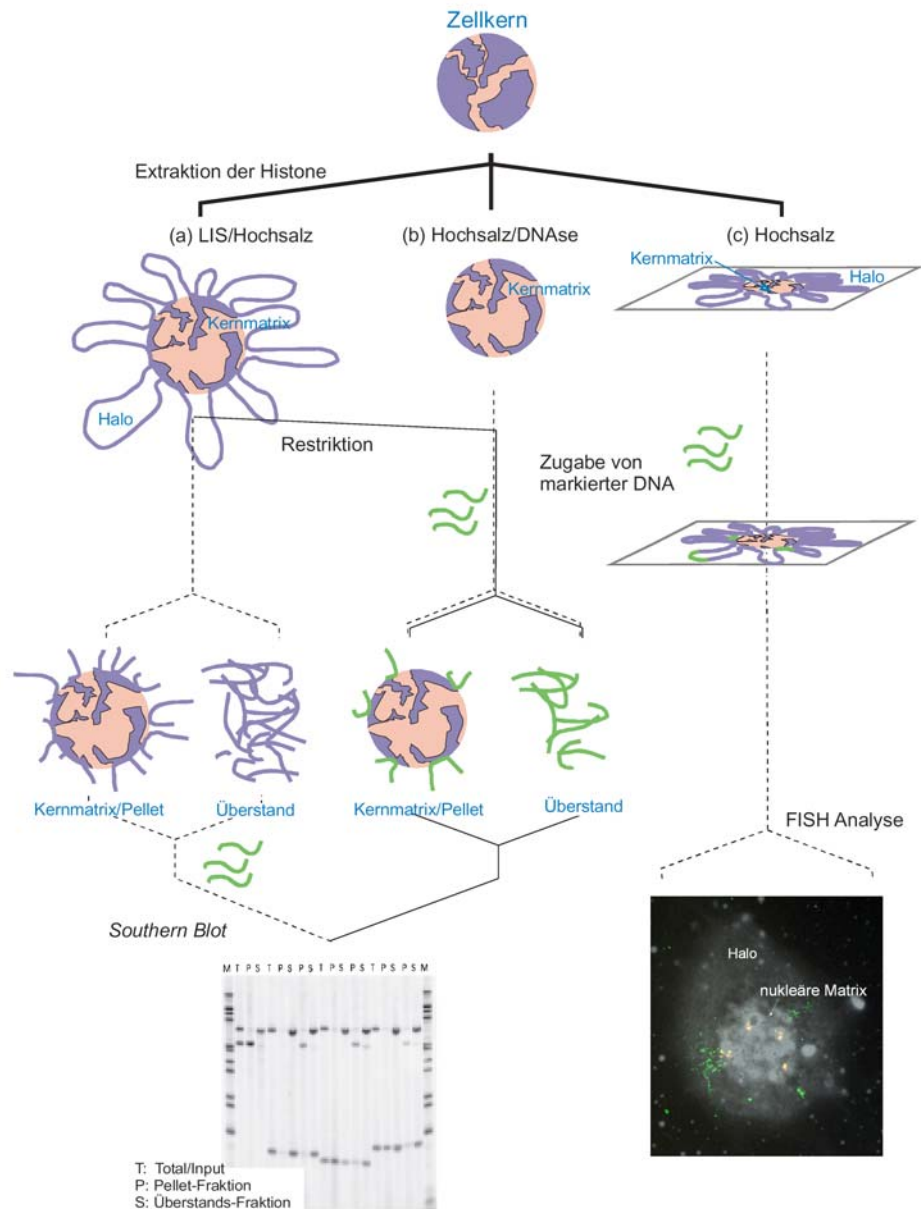 Zellkern
Extraktion der Histone
(a) LIS/Hochsalz
(b) Hochsalz/DNAse
(c) Hochsalz
Kernmatrix
Halo
Kernmatrix
Kernmatrix
Halo
Restriktion
Zugabe von
markierter DNA
Kernmatrix/Pellet
Überstand
Kernmatrix/Pellet
Überstand
FISH Analyse
Southern Blot
Halo
nukleäre Matrix
M T P S T P S P S T P S P S T P S P S M
T: Total/Input
P: Pellet-Fraktion
S: Überstands-Fraktion